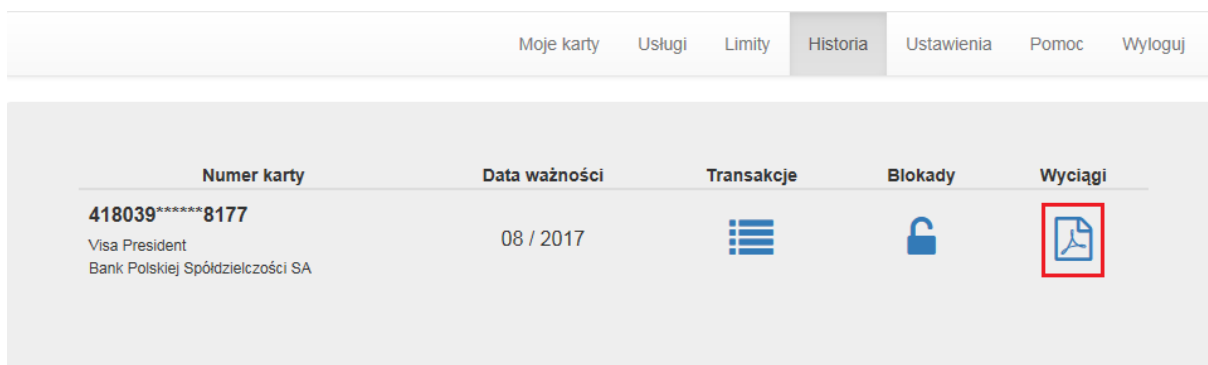 Moje karty Usługi Limity Historia Ustawienia Pomoc Wyloguj
Numer karty Data ważności Transakcje Blokady Wyciągi
418039******8177
08 / 2017
Visa President
Bank Polskiej Spółdzielczości SA